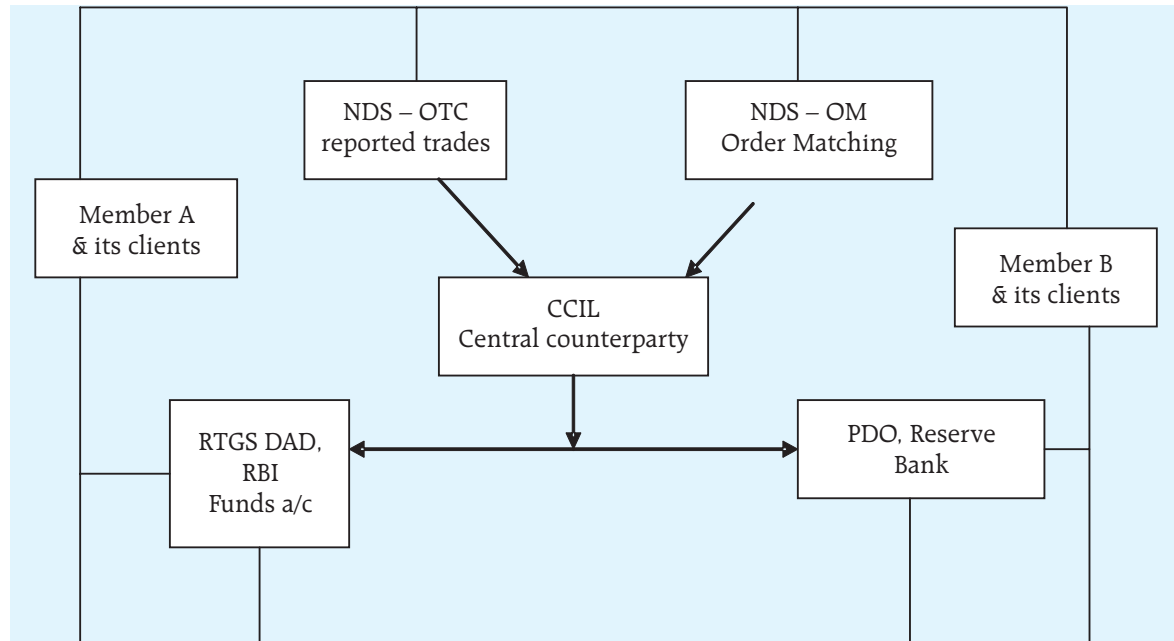 NDS – OTC
reported trades
NDS – OM
Order Matching
Member A
& its clients
Member B
& its clients
CCIL
Central counterparty
RTGS DAD,
RBI
Funds a/c
PDO, Reserve
Bank